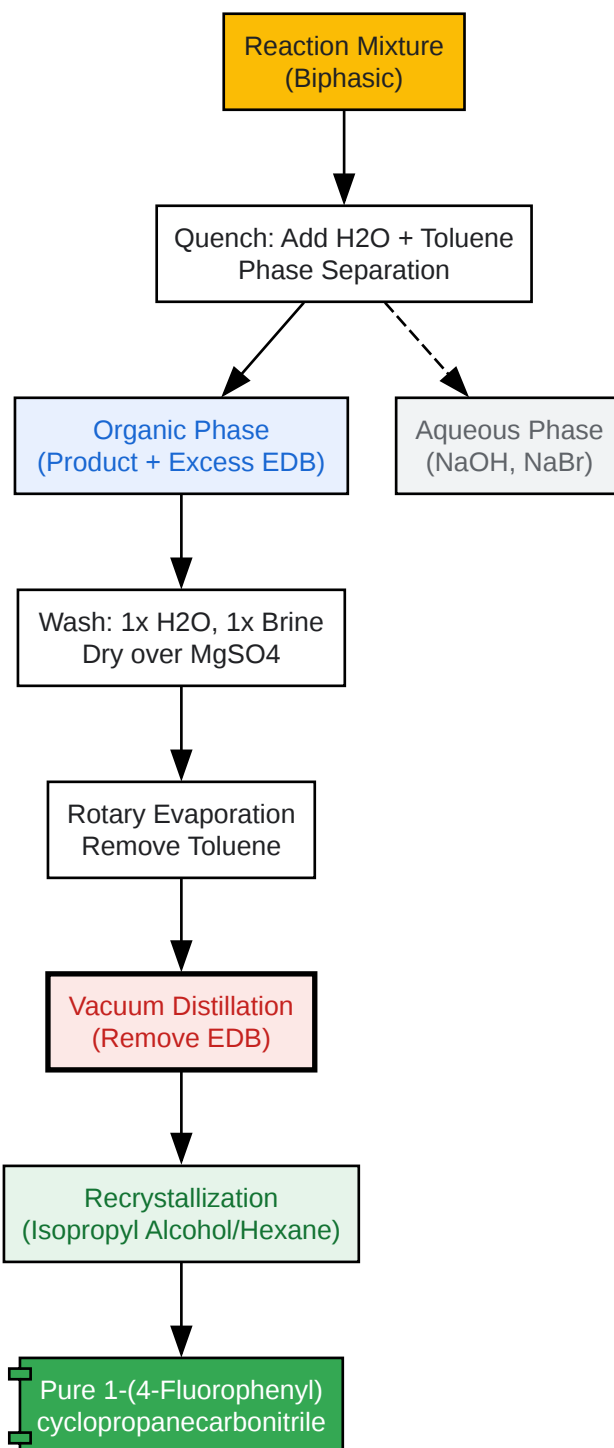 Reaction Mixture
(Biphasic)
Quench: Add H2O + Toluene
Phase Separation
Organic Phase
(Product + Excess EDB)
Aqueous Phase
(NaOH, NaBr)
Wash: 1x H2O, 1x Brine
Dry over MgSO4
Rotary Evaporation
Remove Toluene
Vacuum Distillation
(Remove EDB)
Recrystallization
(Isopropyl Alcohol/Hexane)
Pure 1-(4-Fluorophenyl)
cyclopropanecarbonitrile